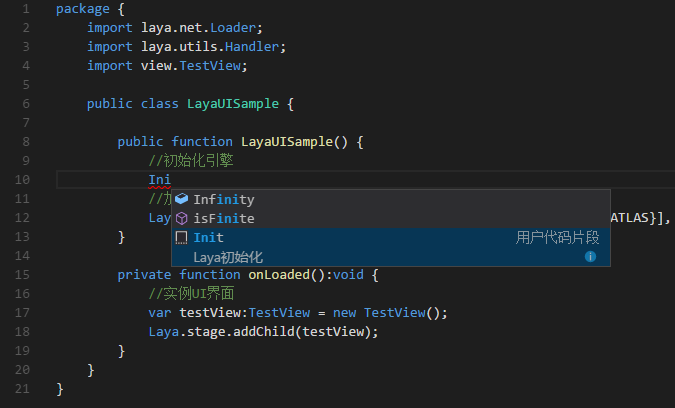 1 package {
2 import laya.net.Loader;
3 import laya.utils.Handler;
4 import view.TestView;
5
6 public class LayaUISample {
7
8 public function LayaUISample() {
9 //初始化引擎
10 Ini
Infinity
11 //加
isFinite
12 Lay ATLAS}],
13 }
Init 用户代码片段
14
Laya初始化
15 private function onLoaded():void {
16 //实例UI界面
17 var testView:TestView = new TestView();
18 Laya.stage.addChild(testView);
19 }
20 }
21 }